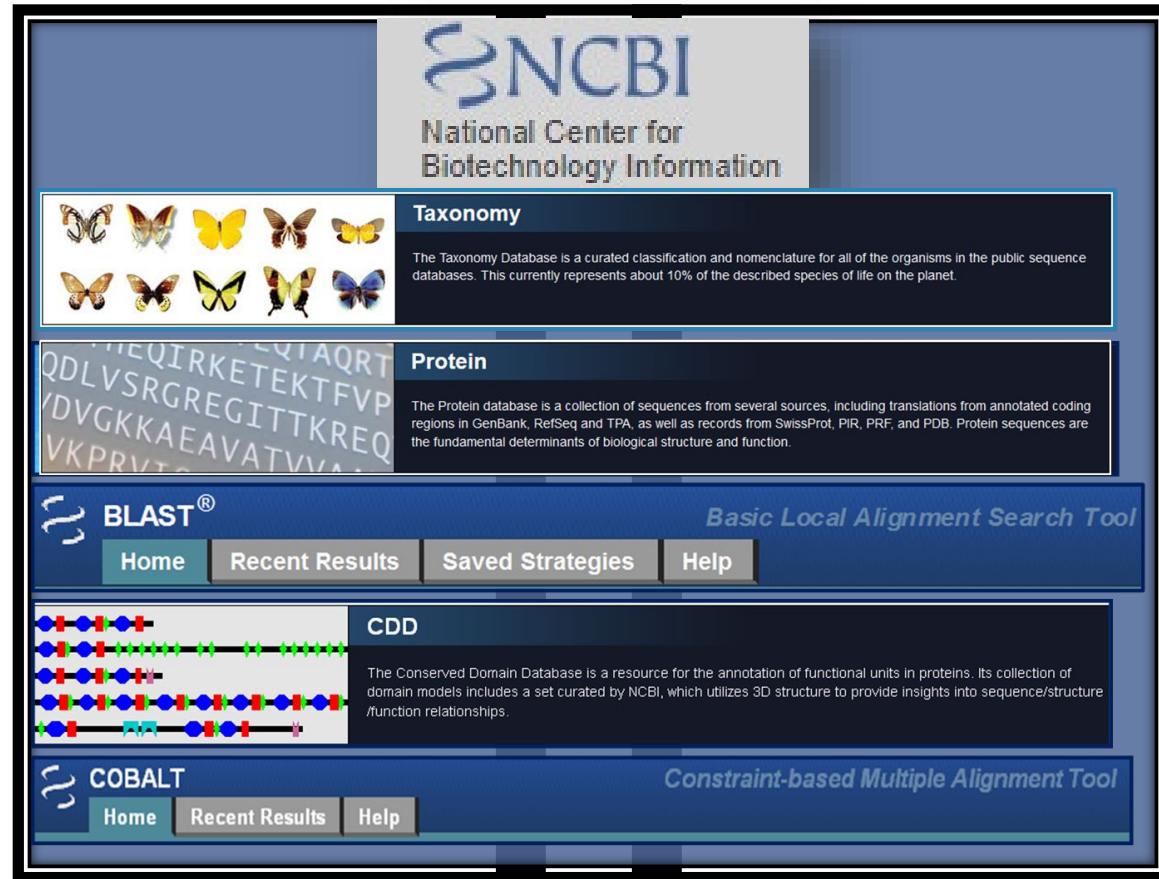 NCBI
National Center for
Biotechnology Information
Taxonomy
The Taxonomy Database is a curated classification and nomenclature for all of the organisms in the public sequence
databases. This currently represents about 10% of the described species of life on the planet.
EQTAQRT
HEQIRKETEKTFVP
QDLVSRGREGITTKREQ
VDVGKKAEAVATVVA
VKPRVI
Protein
The Protein database is a collection of sequences from several sources, including translations from annotated coding
regions in GenBank, RefSeq and TPA, as well as records from SwissProt, PIR, PRF, and PDB. Protein sequences are
the fundamental determinants of biological structure and function.
BLAST® Basic Local Alignment Search Tool
Home Recent Results Saved Strategies Help
CDD
The Conserved Domain Database is a resource for the annotation of functional units in proteins. Its collection of
domain models includes a set curated by NCBI, which utilizes 3D structure to provide insights into sequence/structure
/function relationships.
COBALT Constraint-based Multiple Alignment Tool
Home Recent Results Help